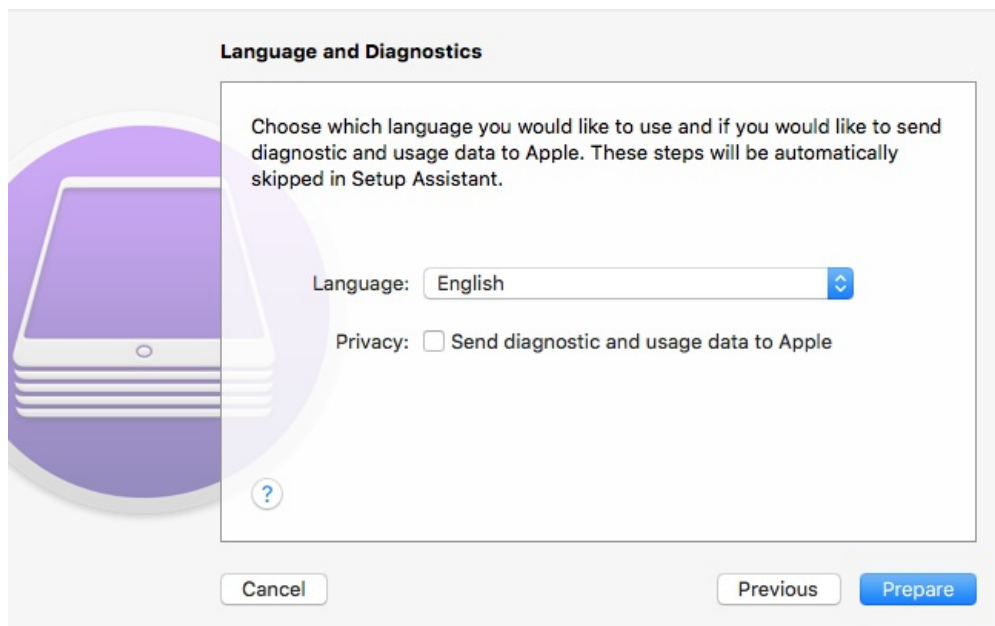 Language and Diagnostics
Choose which language you would like to use and if you would like to send
diagnostic and usage data to Apple. These steps will be automatically
skipped in Setup Assistant.
Language: English
Privacy: Send diagnostic and usage data to Apple
?
Cancel Previous Prepare